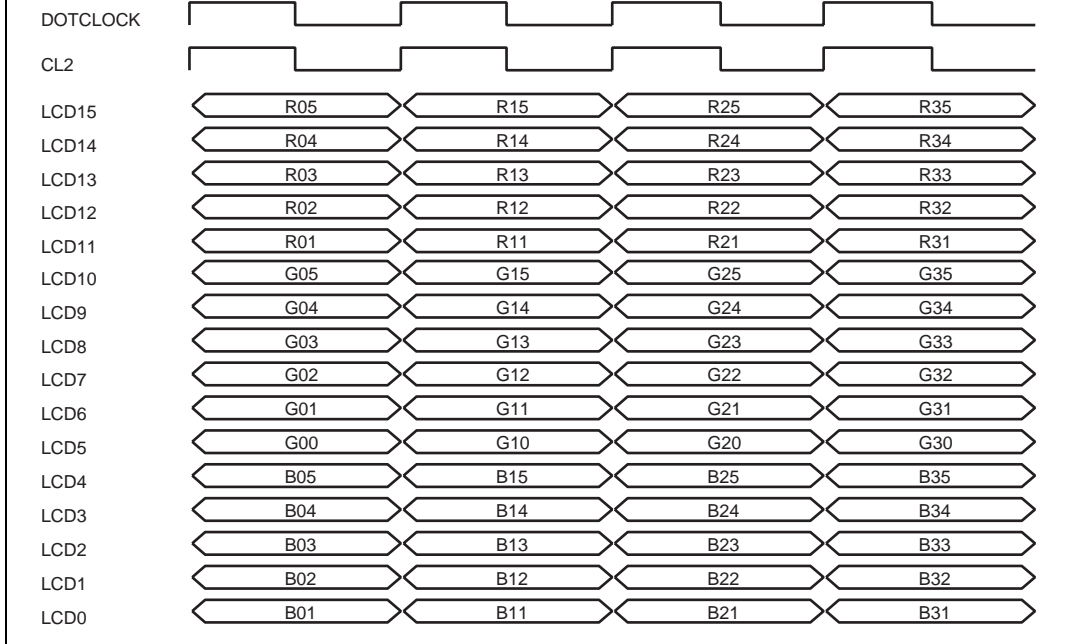 DOTCLOCK
CL2
LCD15 R05 R15 R25 R35
LCD14 R04 R14 R24 R34
LCD13 R03 R13 R23 R33
LCD12 R02 R12 R22 R32
LCD11 R01 R11 R21 R31
LCD10 G05 G15 G25 G35
LCD9 G04 G14 G24 G34
LCD8 G03 G13 G23 G33
LCD7 G02 G12 G22 G32
LCD6 G01 G11 G21 G31
LCD5 G00 G10 G20 G30
LCD4 B05 B15 B25 B35
LCD3 B04 B14 B24 B34
LCD2 B03 B13 B23 B33
LCD1 B02 B12 B22 B32
LCD0 B01 B11 B21 B31